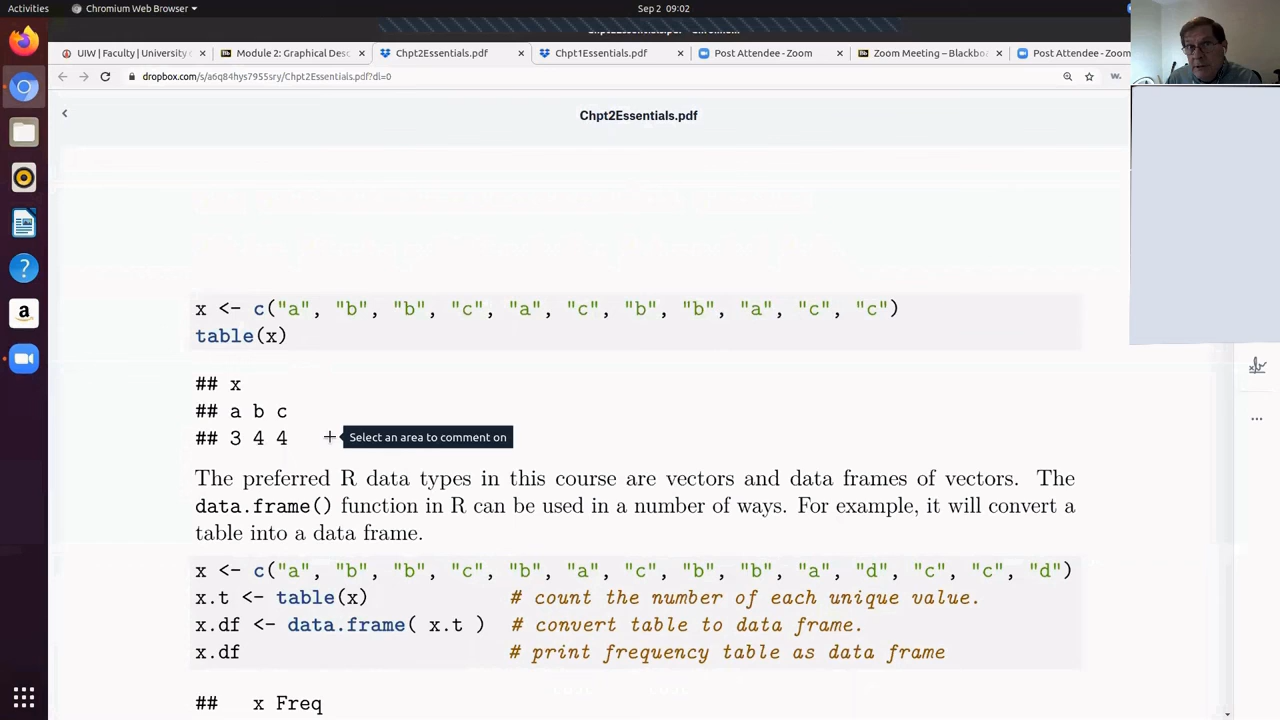 Activities
Chromium Web Browser
Sep 2 09:02
UIW | Faculty | University
Module 2: Graphical Des
Chpt2Essentials.pdf
Chpt1Essentials.pdf
Post Attendee - Zoom
Zoom Meeting – Blackbo
Post Attendee - Zoom
dropbox.com/s/a6q84hys7955sry/Chpt2Essentials.pdf?dl=0
Chpt2Essentials.pdf
x <- c("a", "b", "b", "c", "a", "c", "b", "b", "a", "c", "c")
table(x)
## x
## a b c
## 3 4 4
Select an area to comment on
The preferred R data types in this course are vectors and data frames of vectors. The
data.frame() function in R can be used in a number of ways. For example, it will convert a
table into a data frame.
x <- c("a", "b", "b", "c", "b", "a", "c", "b", "b", "a", "d", "c", "c", "d")
x.t <- table(x) # count the number of each unique value.
x.df <- data.frame( x.t ) # convert table to data frame.
x.df # print frequency table as data frame
## x Freq